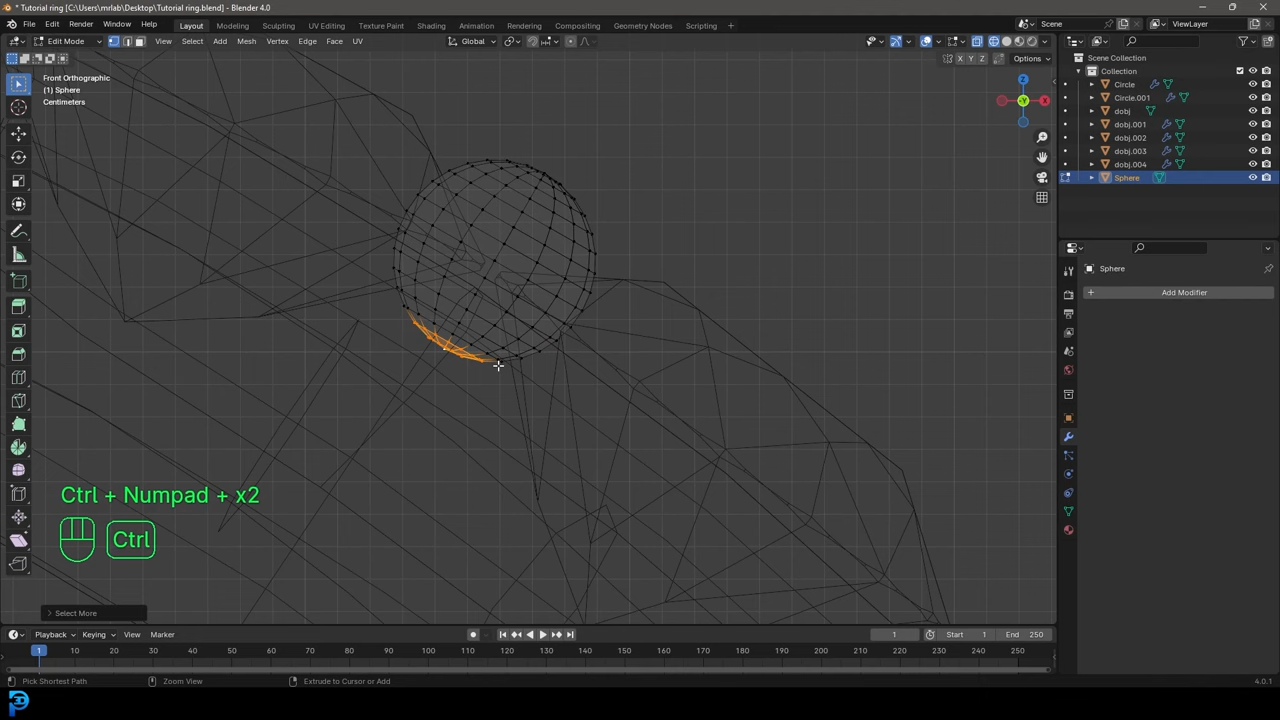 * Tutorial ring [C:\Users\mrlab\Desktop\Tutorial ring.blend] - Blender 4.0
File Edit Render Window Help Layout Modeling Sculpting UV Editing Texture Paint Shading Animation Rendering Compositing Geometry Nodes Scripting + Scene ViewLayer
Edit Mode View Select Add Mesh Vertex Edge Face UV Global
X Y Z Options
Front Orthographic
(1) Sphere
Centimeters
Z
Y
X
Scene Collection
Collection
Circle
Circle.001
dobj
dobj.001
dobj.002
dobj.003
dobj.004
Sphere
Sphere
+ Add Modifier
Ctrl + Numpad + x2
Ctrl
> Select More
Playback Keying View Marker 1 Start 1 End 250
1 10 20 30 40 50 60 70 80 90 100 110 120 130 140 150 160 170 180 190 200 210 220 230 240 250
Pick Shortest Path Zoom View Extrude to Cursor or Add 4.0.1